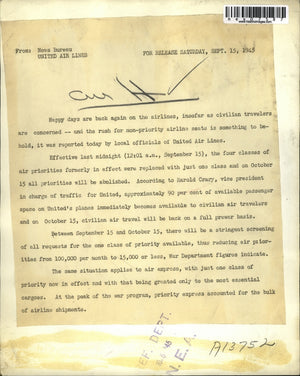 From: News Bureau
UNITED AIR LINES
FOR RELEASE SATURDAY, SEPT. 15, 1945
Happy days are back again on the airlines, insofar as civilian travelers
are concerned -- and the rush for non-priority airline seats is something to be-
hold, it was reported today by local officials of United Air Lines.
Effective last midnight (12:01 a.m., September 15), the four classes of
air priorities formerly in effect were replaced with just one class and on October
15 all priorities will be abolished. According to Harold Crary, vice president
in charge of traffic for United, approximately 90 per cent of available passenger
space on United's planes immediately becomes available to civilian air travelers
and on October 15, civilian air travel will be back on a full prewar basis.
Between September 15 and October 15, there will be a stringent screening
of all requests for the one class of priority available, thus reducing air prior-
ities from 100,000 per month to 15,000 or less, War Department figures indicate.
The same situation applies to air express, with just one class of
priority now in effect and with that being granted only to the most essential
cargoes. At the peak of the war program, priority express accounted for the bulk
of airline shipments.
REF. DEPT.
N.E.A.
A13752